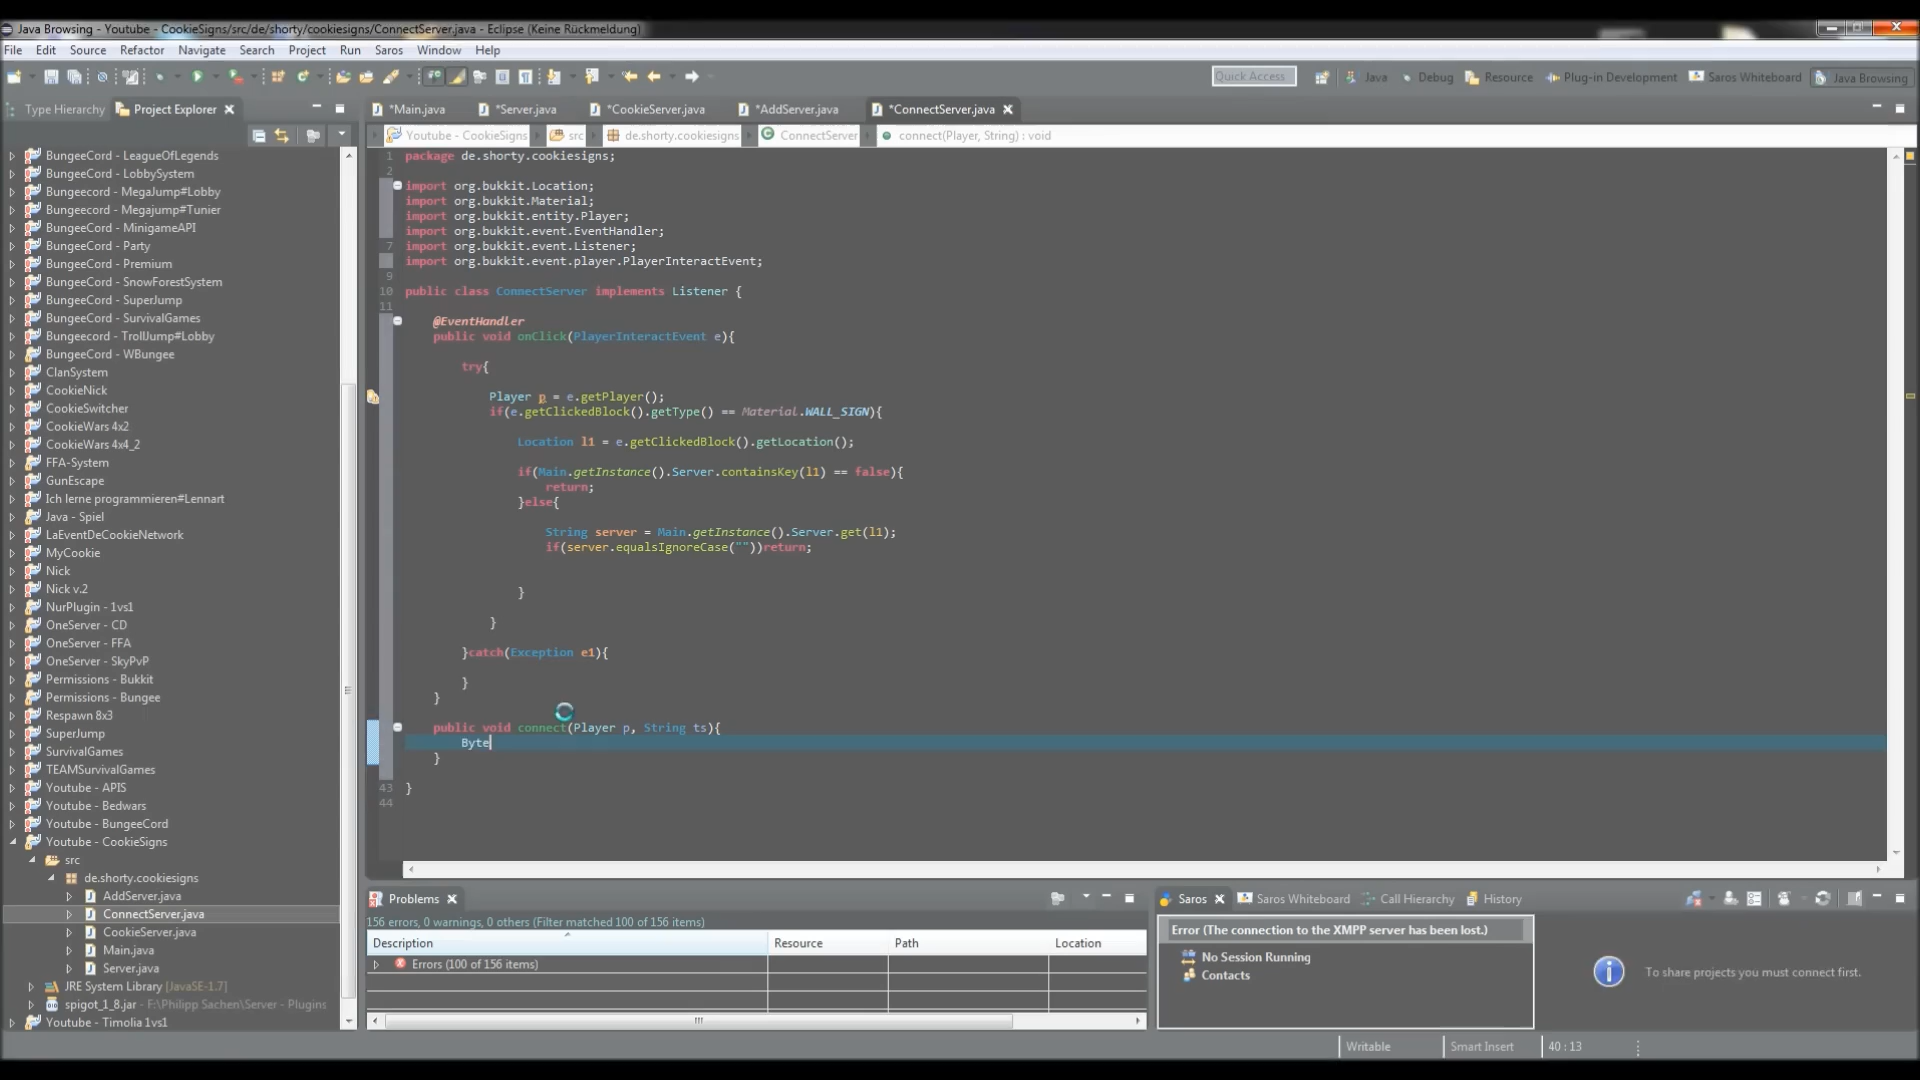 Java Browsing - Youtube - CookieSigns/src/de/shorty/cookiesigns/ConnectServer.java - Eclipse (Keine Rückmeldung)
File Edit Source Refactor Navigate Search Project Run Saros Window Help
Quick Access Java Debug Resource Plug-in Development Saros Whiteboard Java Browsing
Type Hierarchy Project Explorer
*Main.java *Server.java *CookieServer.java *AddServer.java *ConnectServer.java
Youtube - CookieSigns src de.shorty.cookiesigns ConnectServer connect(Player, String) : void
BungeeCord - LeagueOfLegends
BungeeCord - LobbySystem
Bungeecord - MegaJump#Lobby
Bungeecord - Megajump#Tunier
BungeeCord - MinigameAPI
BungeeCord - Party
BungeeCord - Premium
BungeeCord - SnowForestSystem
BungeeCord - SuperJump
BungeeCord - SurvivalGames
Bungeecord - TrollJump#Lobby
BungeeCord - WBungee
ClanSystem
CookieNick
CookieSwitcher
CookieWars 4x2
CookieWars 4x4_2
FFA-System
GunEscape
Ich lerne programmieren#Lennart
Java - Spiel
LaEventDeCookieNetwork
MyCookie
Nick
Nick v.2
NurPlugin - 1vs1
OneServer - CD
OneServer - FFA
OneServer - SkyPvP
Permissions - Bukkit
Permissions - Bungee
Respawn 8x3
SuperJump
SurvivalGames
TEAMSurvivalGames
Youtube - APIS
Youtube - Bedwars
Youtube - BungeeCord
Youtube - CookieSigns
src
de.shorty.cookiesigns
AddServer.java
ConnectServer.java
CookieServer.java
Main.java
Server.java
JRE System Library [JavaSE-1.7]
spigot_1_8.jar - F:\Philipp Sachen\Server - Plugins
Youtube - Timolia 1vs1
1 package de.shorty.cookiesigns;
2
import org.bukkit.Location;
import org.bukkit.Material;
import org.bukkit.entity.Player;
import org.bukkit.event.EventHandler;
7 import org.bukkit.event.Listener;
import org.bukkit.event.player.PlayerInteractEvent;
9
10 public class ConnectServer implements Listener {
11
@EventHandler
public void onClick(PlayerInteractEvent e){
try{
Player p = e.getPlayer();
if(e.getClickedBlock().getType() == Material.WALL_SIGN){
Location l1 = e.getClickedBlock().getLocation();
if(Main.getInstance().Server.containsKey(l1) == false){
return;
}else{
String server = Main.getInstance().Server.get(l1);
if(server.equalsIgnoreCase(""))return;
}
}
}catch(Exception e1){
}
}
public void connect(Player p, String ts){
Byte
}
43 }
44
Problems
156 errors, 0 warnings, 0 others (Filter matched 100 of 156 items)
Description Resource Path Location
Errors (100 of 156 items)
Saros Saros Whiteboard Call Hierarchy History
Error (The connection to the XMPP server has been lost.)
No Session Running
Contacts
To share projects you must connect first.
Writable Smart Insert 40 : 13